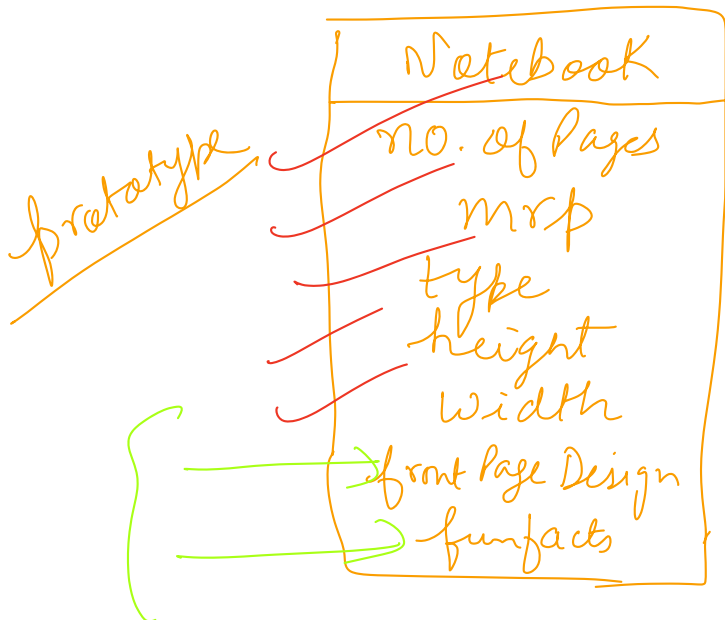 Notebook
prototype
no. of Pages
mrp
type
height
width
front Page Design
funfacts